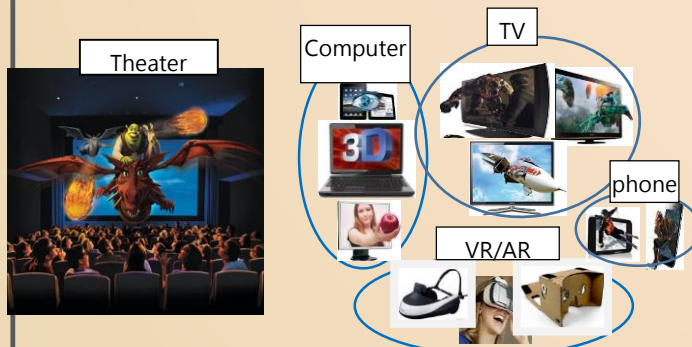 Theater
Computer
TV
3D
phone
VR/AR